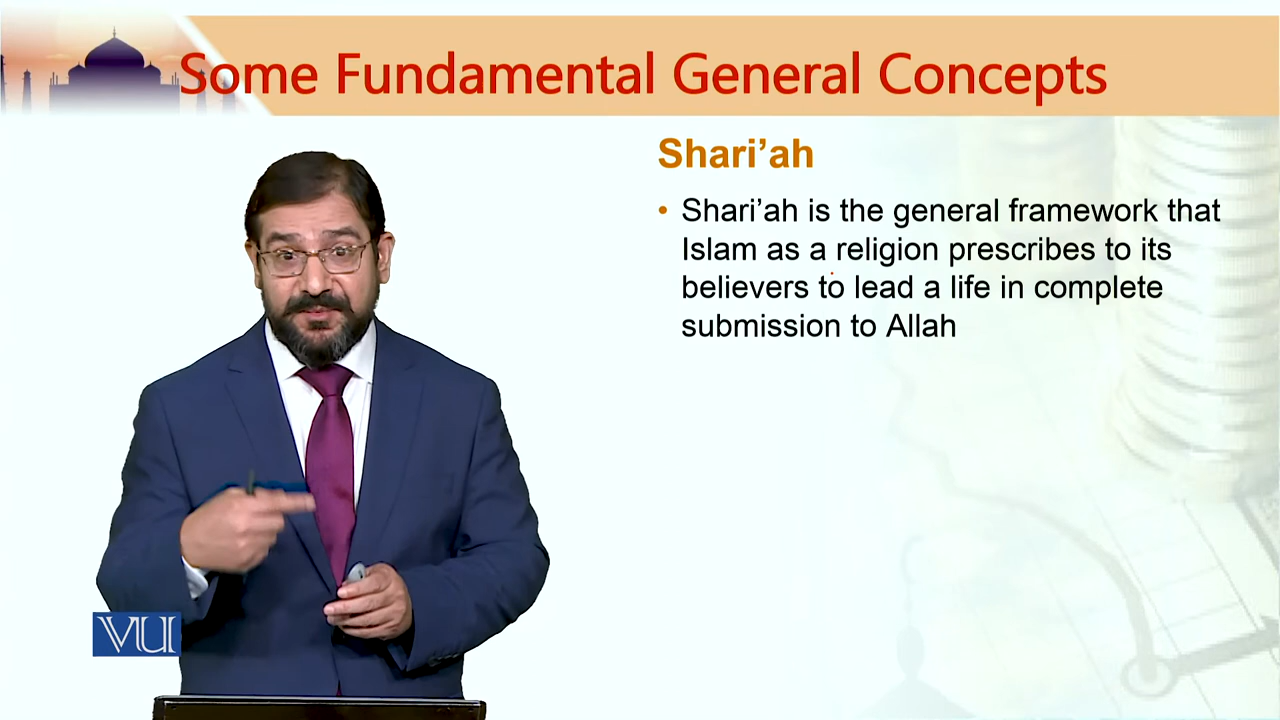 Some Fundamental General Concepts
Shari’ah
• Shari’ah is the general framework that
Islam as a religion prescribes to its
believers to lead a life in complete
submission to Allah
VU